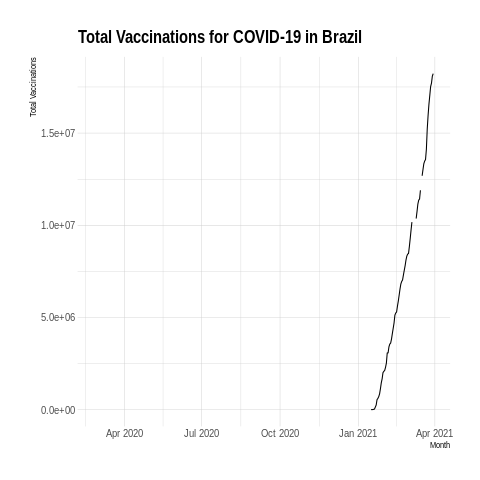 Total Vaccinations for COVID-19 in Brazil
Total Vaccinations
1.5e+07
1.0e+07
5.0e+06
0.0e+00
Apr 2020 Jul 2020 Oct 2020 Jan 2021 Apr 2021
Month